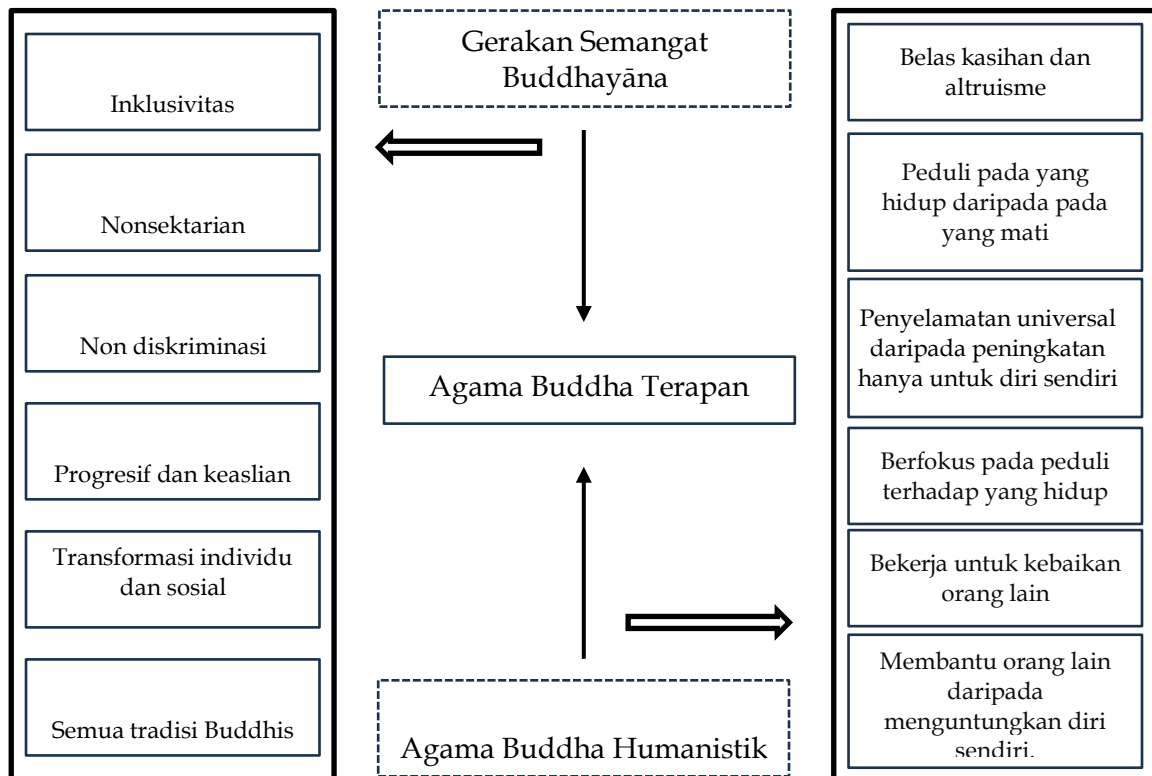 Inklusivitas
Nonsektarian
Non diskriminasi
Progresif dan keaslian
Transformasi individu
dan sosial
Semua tradisi Buddhis
Gerakan Semangat
Buddhayāna
Agama Buddha Terapan
Agama Buddha Humanistik
Belas kasihan dan
altruisme
Peduli pada yang
hidup daripada pada
yang mati
Penyelamatan universal
daripada peningkatan
hanya untuk diri sendiri
Berfokus pada peduli
terhadap yang hidup
Bekerja untuk kebaikan
orang lain
Membantu orang lain
daripada
menguntungkan diri
sendiri.